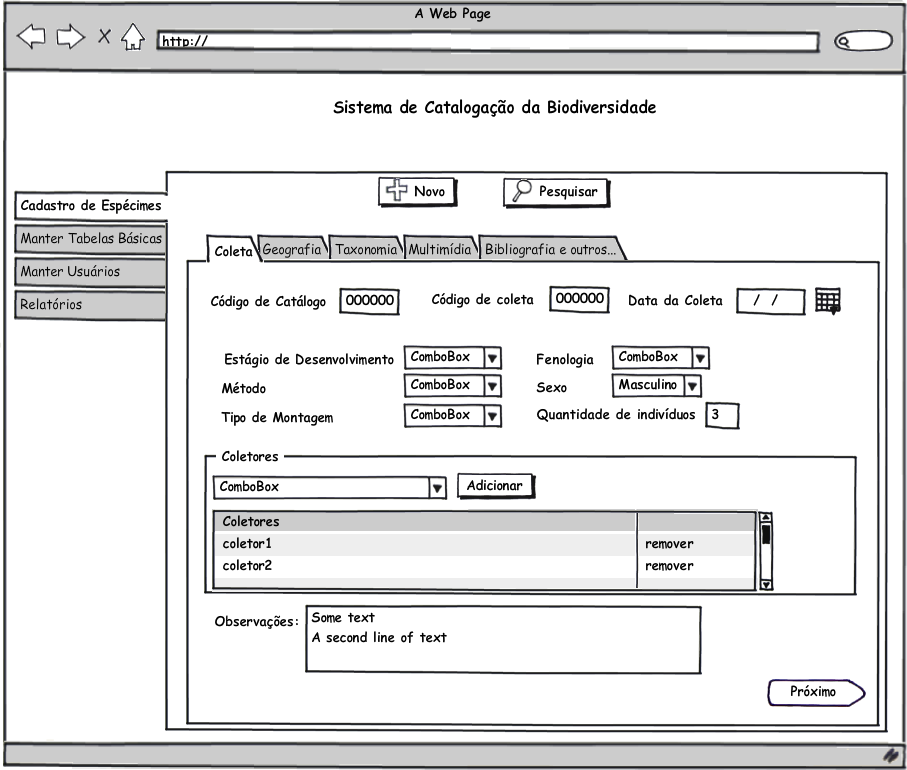 A Web Page
http://
Sistema de Catalogação da Biodiversidade
Novo
Pesquisar
Cadastro de Espécimes
Manter Tabelas Básicas
Manter Usuários
Relatórios
Coleta Geografia Taxonomia Multimídia Bibliografia e outros...
Código de Catálogo 000000 Código de coleta 000000 Data da Coleta / /
Estágio de Desenvolvimento ComboBox Fenologia ComboBox
Método ComboBox Sexo Masculino
Tipo de Montagem ComboBox Quantidade de indivíduos 3
Coletores
ComboBox Adicionar
Coletores
coletor1 remover
coletor2 remover
Observações: Some text
A second line of text
Próximo